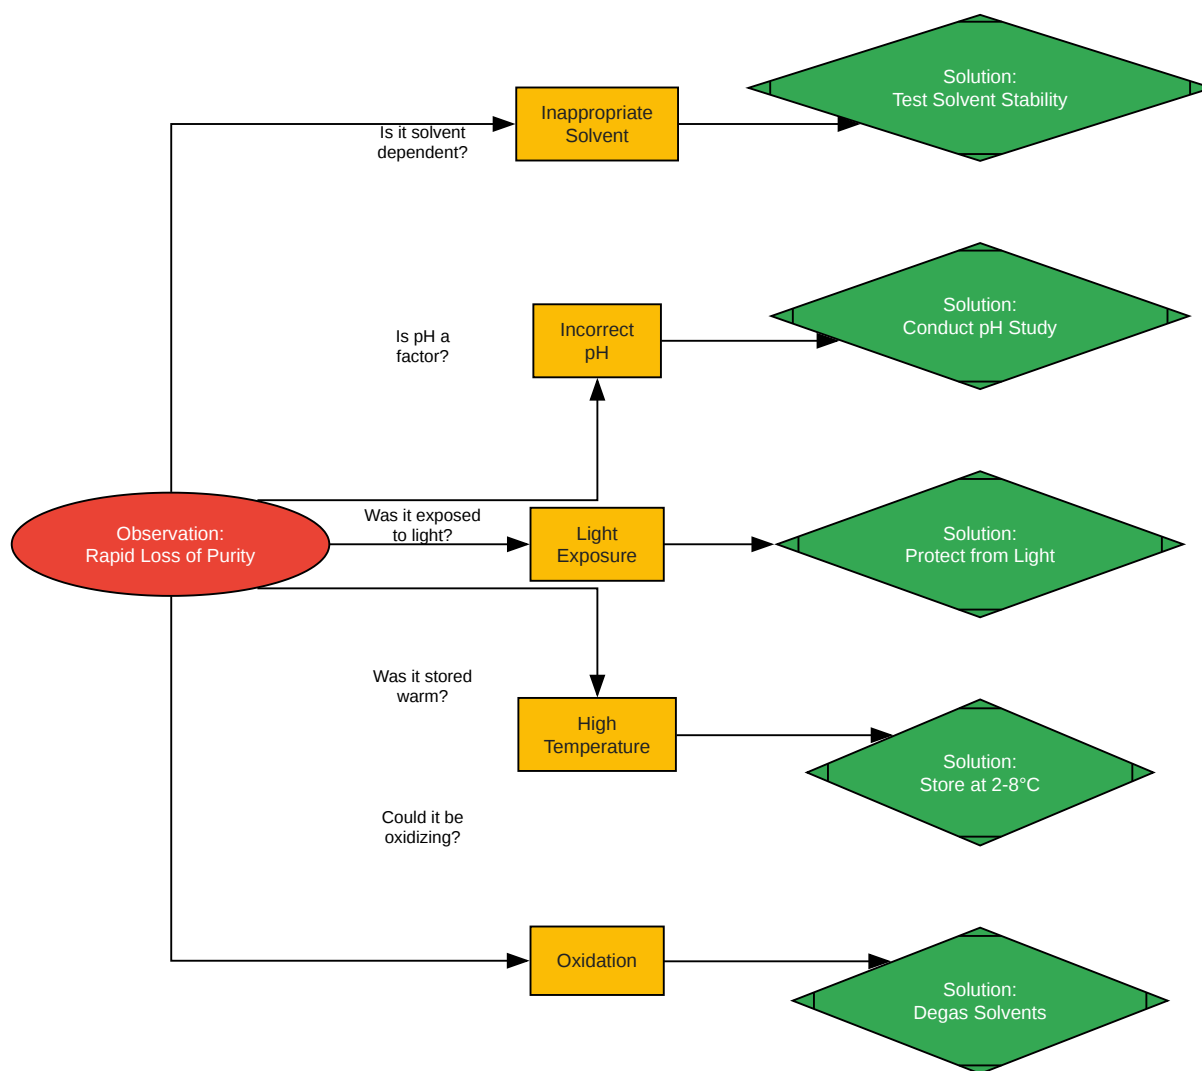 Is it solvent
dependent?
Inappropriate
Solvent
Solution:
Test Solvent Stability
Is pH a
factor?
Incorrect
pH
Solution:
Conduct pH Study
Observation:
Rapid Loss of Purity
Was it exposed
to light?
Light
Exposure
Solution:
Protect from Light
Was it stored
warm?
High
Temperature
Solution:
Store at 2-8°C
Could it be
oxidizing?
Oxidation
Solution:
Degas Solvents